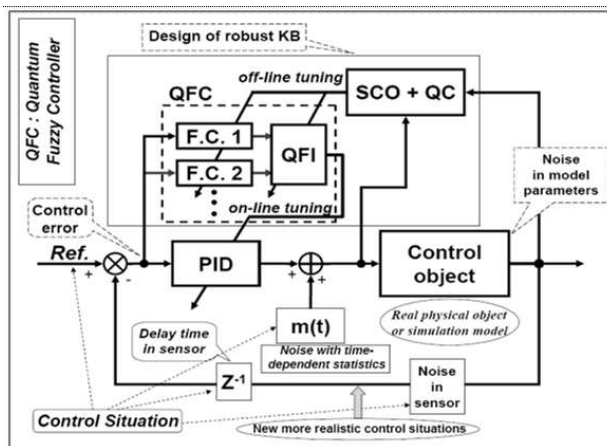 Design of robust KB
QFC : Quantum
Fuzzy Controller
off-line tuning
QFC
SCO + QC
F.C. 1
F.C. 2
QFI
Noise
in model
parameters
on-line tuning
Control
error
Ref.
+
-
PID
+
+
Control
object
m(t)
Real physical object
or simulation model
Delay time
in sensor
Noise with time-
dependent statistics
Z-1
Noise
in
sensor
Control Situation
New more realistic control situations